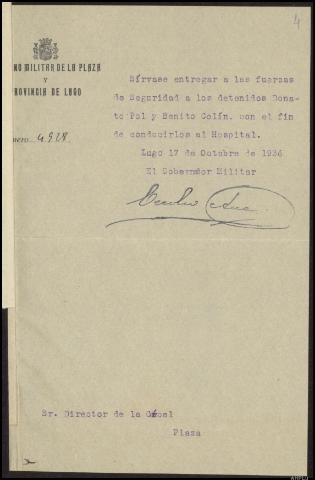 4
NO MILITAR DE LA PLAZA
Y
ROVINCIA DE LUGO
mero 4928
Sírvase entregar a las fuerzas
de Seguridad a los detenidos Dona-
to Pol y Benito Colín, con el fin
de conducirlos al Hospital.
Lugo 17 de Octubre de 1936
El Gobernador Militar
Sr. Director de la Cárcel
Plaza